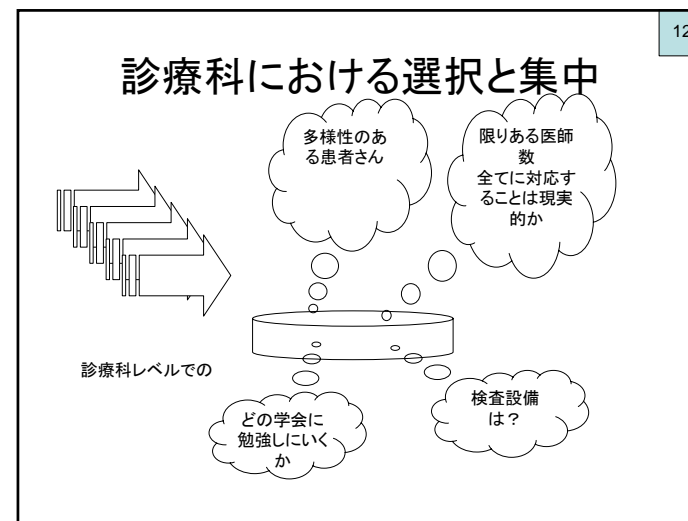 12
診療科における選択と集中
多様性のあ
る患者さん
限りある医師
数
全てに対応す
ることは現実
的か
診療科レベルでの
どの学会に
勉強しにいく
か
検査設備
は？